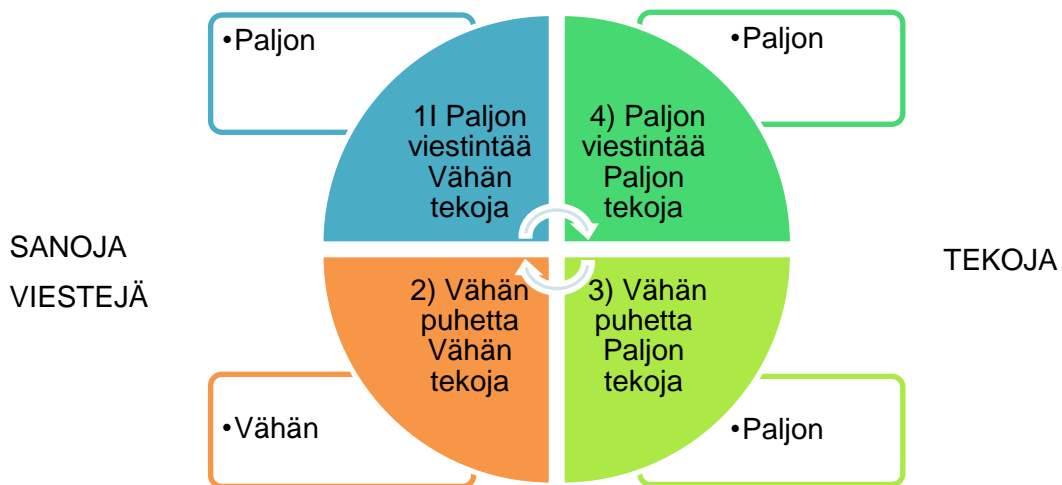 •Paljon
•Paljon
1I Paljon
viestintää
Vähän
tekoja
4) Paljon
viestintää
Paljon
tekoja
SANOJA
VIESTEJÄ
TEKOJA
2) Vähän
puhetta
Vähän
tekoja
3) Vähän
puhetta
Paljon
tekoja
•Vähän
•Paljon